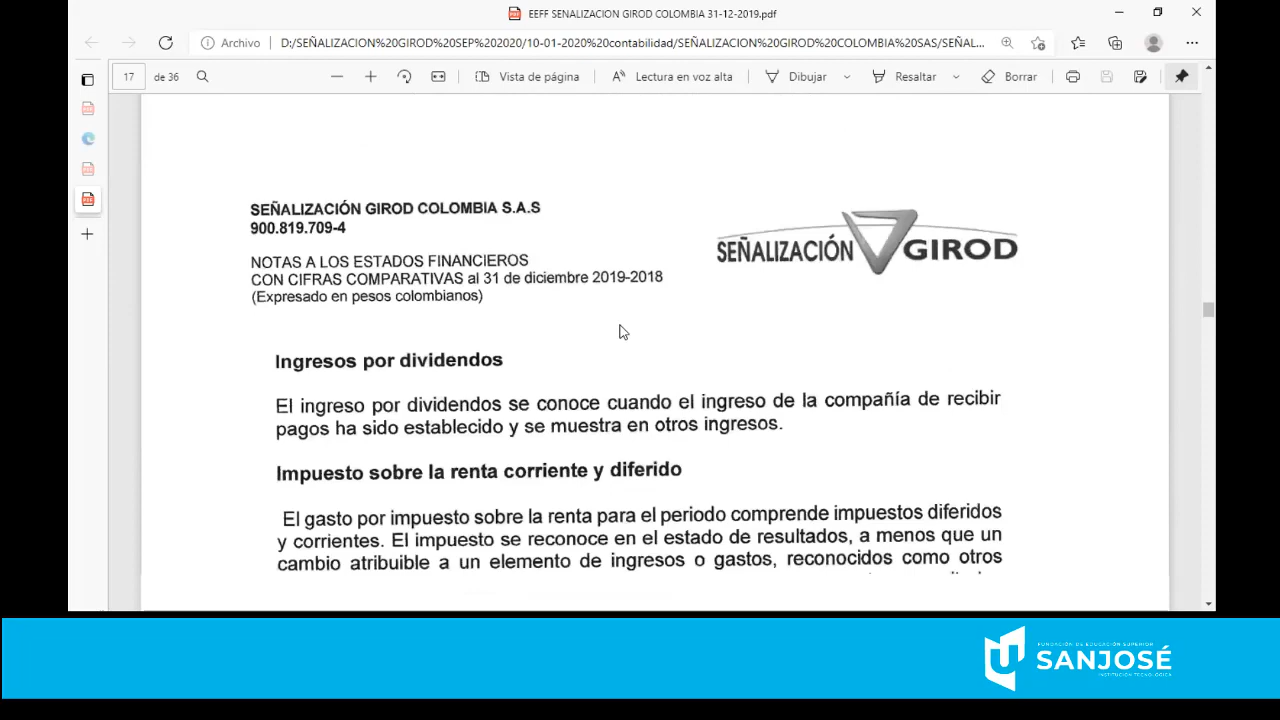 EEFF SENALIZACION GIROD COLOMBIA 31-12-2019.pdf
Archivo D:/SEÑALIZACION%20GIROD%20SEP%202020/10-01-2020%20contabilidad/SEÑALIZACION%20GIROD%20COLOMBIA%20SAS/SEÑAL...
17 de 36 Vista de página Lectura en voz alta Dibujar Resaltar Borrar
SEÑALIZACIÓN GIROD COLOMBIA S.A.S
900.819.709-4
SEÑALIZACIÓN GIROD
NOTAS A LOS ESTADOS FINANCIEROS
CON CIFRAS COMPARATIVAS al 31 de diciembre 2019-2018
(Expresado en pesos colombianos)
Ingresos por dividendos
El ingreso por dividendos se conoce cuando el ingreso de la compañía de recibir
pagos ha sido establecido y se muestra en otros ingresos.
Impuesto sobre la renta corriente y diferido
El gasto por impuesto sobre la renta para el periodo comprende impuestos diferidos
y corrientes. El impuesto se reconoce en el estado de resultados, a menos que un
cambio atribuible a un elemento de ingresos o gastos, reconocidos como otros
FUNDACIÓN DE EDUCACIÓN SUPERIOR
SANJOSÉ
INSTITUCIÓN TECNOLÓGICA